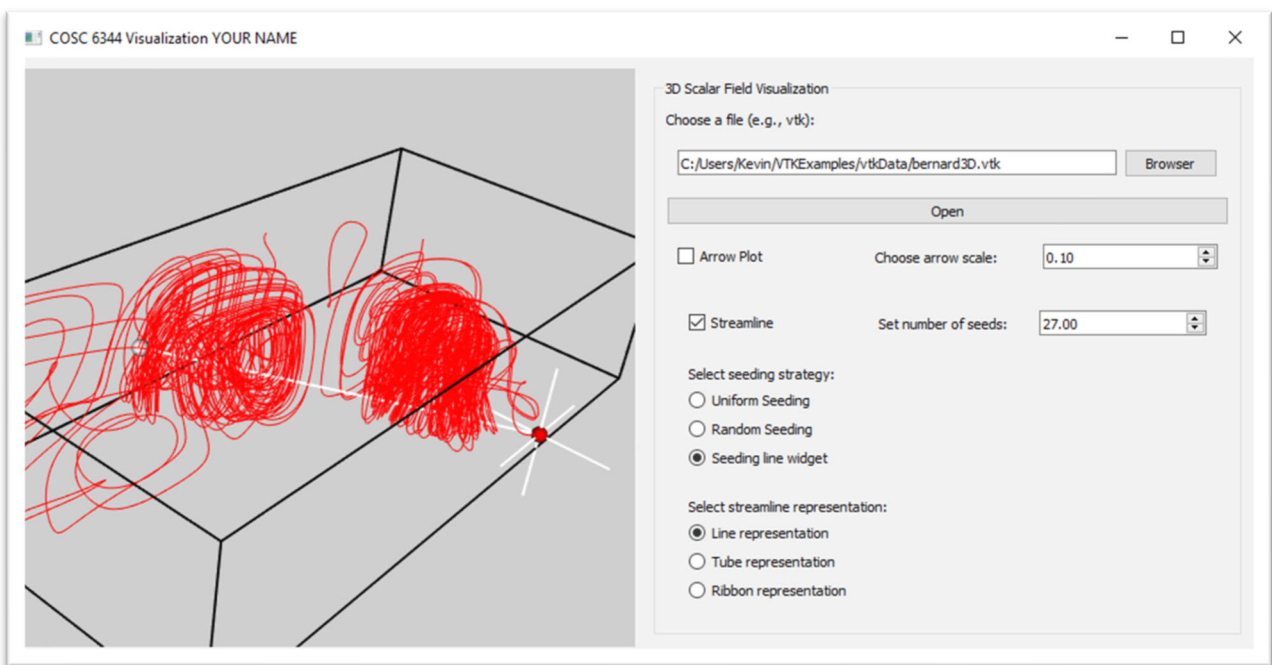 COSC 6344 Visualization YOUR NAME
3D Scalar Field Visualization
Choose a file (e.g., vtk):
C:/Users/Kevin/VTKExamples/vtkData/bernard3D.vtk Browser
Open
Arrow Plot Choose arrow scale: 0.10
Streamline Set number of seeds: 27.00
Select seeding strategy:
Uniform Seeding
Random Seeding
Seeding line widget
Select streamline representation:
Line representation
Tube representation
Ribbon representation